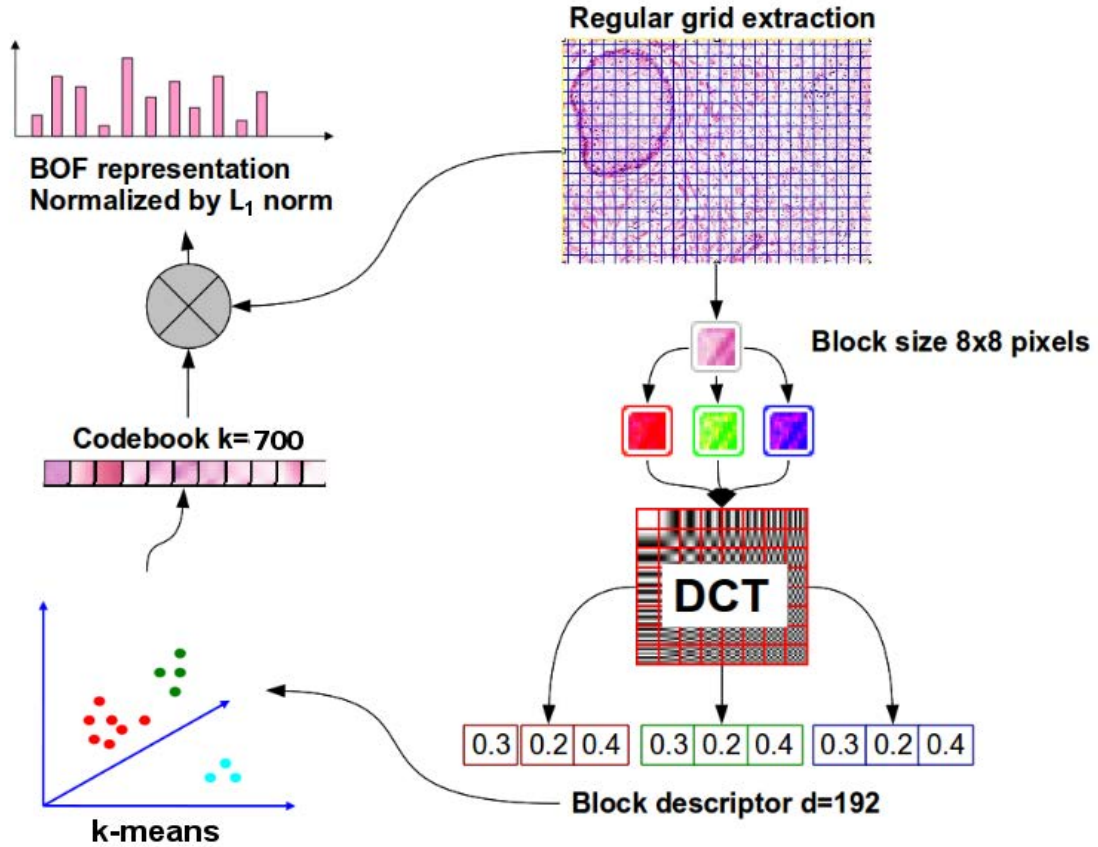 Regular grid extraction
BOF representation
Normalized by L₁ norm
Block size 8x8 pixels
Codebook k=700
DCT
0.3 0.2 0.4 0.3 0.2 0.4 0.3 0.2 0.4
Block descriptor d=192
k-means